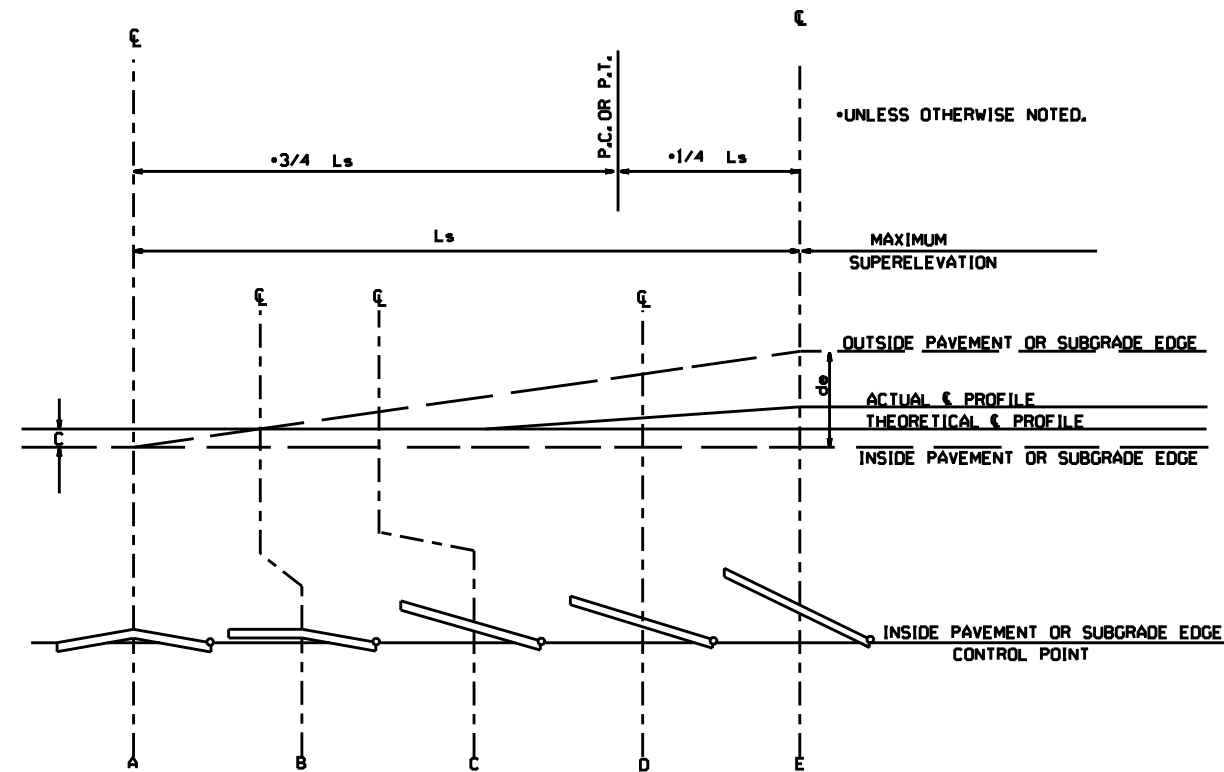 ℄
℄
P.C. OR P.T.
*UNLESS OTHERWISE NOTED.
*3/4 Ls
*1/4 Ls
Ls
MAXIMUM
SUPERELEVATION
℄
℄
℄
OUTSIDE PAVEMENT OR SUBGRADE EDGE
de
ACTUAL ℄ PROFILE
THEORETICAL ℄ PROFILE
C
INSIDE PAVEMENT OR SUBGRADE EDGE
INSIDE PAVEMENT OR SUBGRADE EDGE
CONTROL POINT
A
B
C
D
E